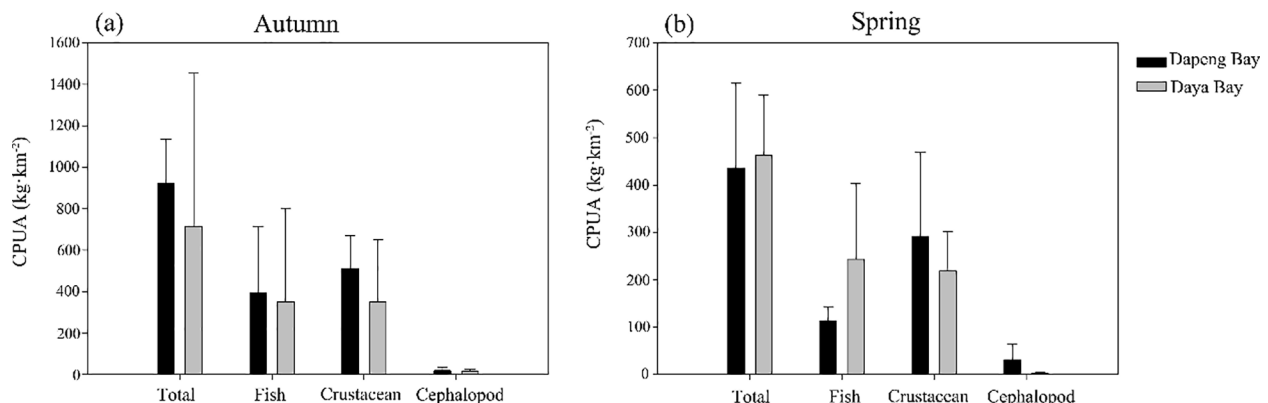 (a) Autumn
CPUA (kg·km⁻²)
1600
1400
1200
1000
800
600
400
200
0
Total Fish Crustacean Cephalopod
(b) Spring
CPUA (kg·km⁻²)
700
600
500
400
300
200
100
0
Total Fish Crustacean Cephalopod
Dapeng Bay
Daya Bay